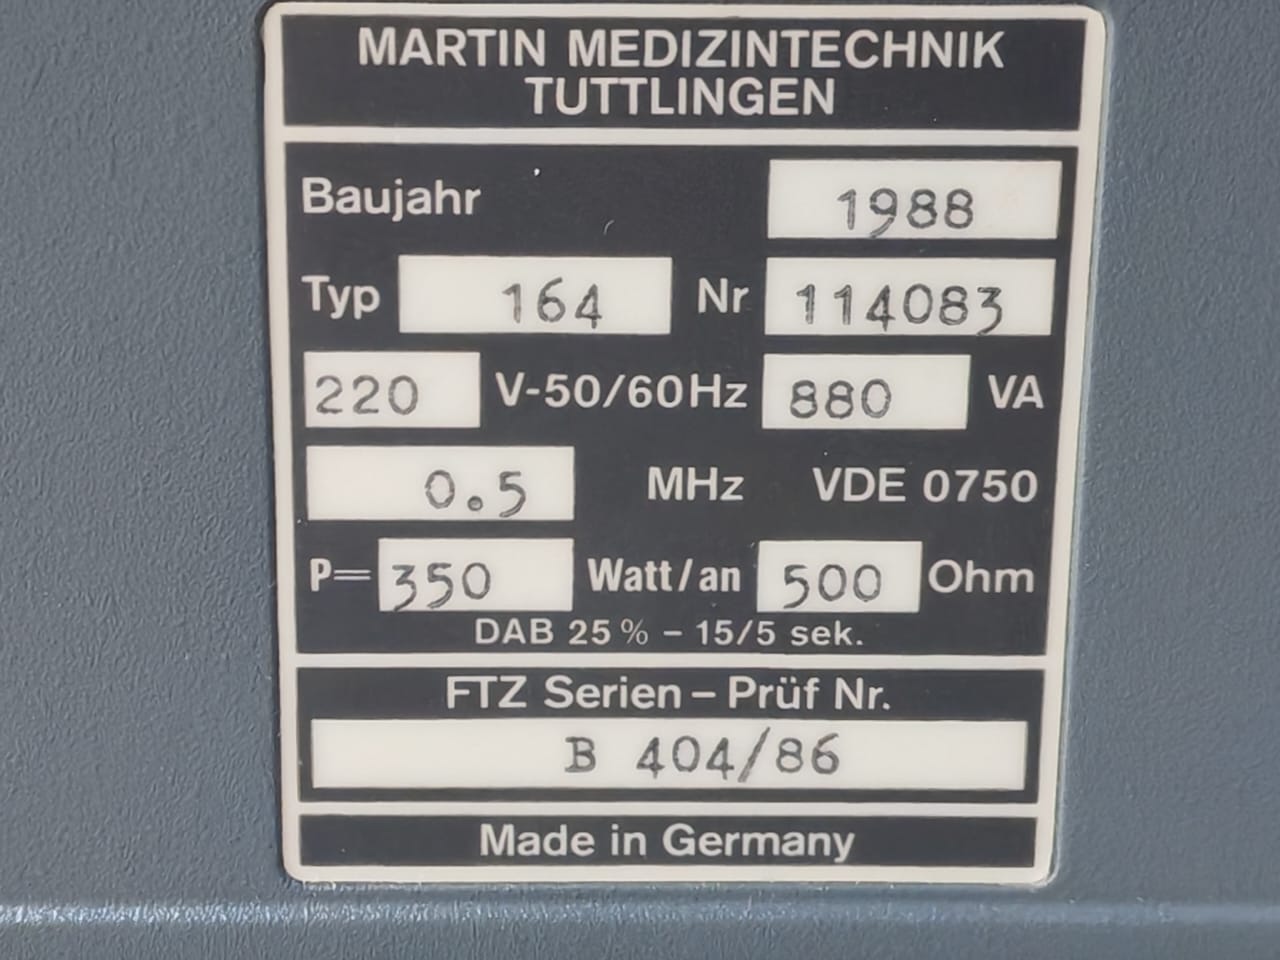 MARTIN MEDIZINTECHNIK
TUTTLINGEN
Baujahr 1988
Typ 164 Nr 114083
220 V-50/60Hz 880 VA
0.5 MHz VDE 0750
P= 350 Watt/an 500 Ohm
DAB 25% – 15/5 sek.
FTZ Serien – Prüf Nr.
B 404/86
Made in Germany